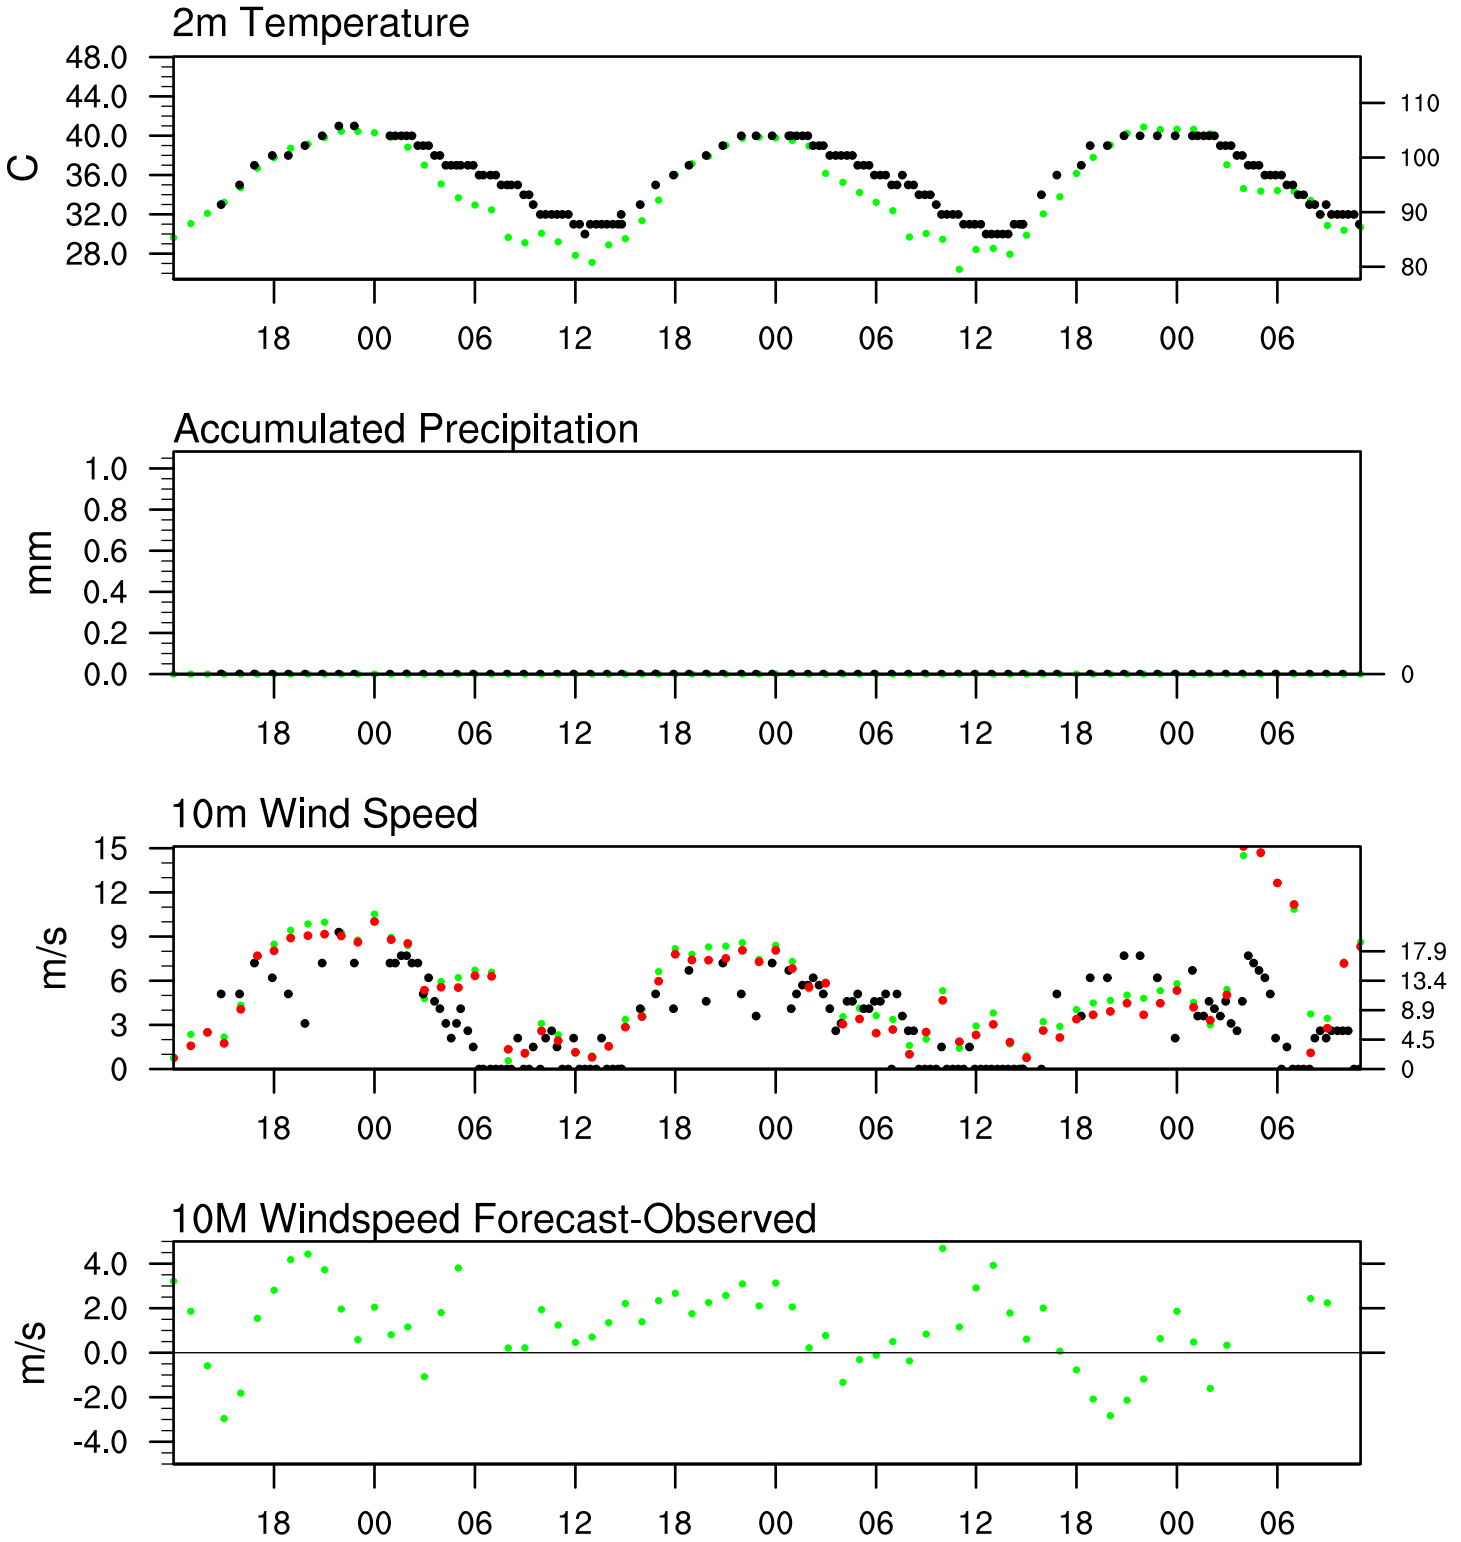 2m Temperature
48.0
44.0
40.0
36.0
32.0
28.0
C
110
100
90
80
18 00 06 12 18 00 06 12 18 00 06
Accumulated Precipitation
1.0
0.8
0.6
0.4
0.2
0.0
mm
0
18 00 06 12 18 00 06 12 18 00 06
10m Wind Speed
15
12
9
6
3
0
m/s
17.9
13.4
8.9
4.5
0
18 00 06 12 18 00 06 12 18 00 06
10M Windspeed Forecast-Observed
4.0
2.0
0.0
-2.0
-4.0
m/s
18 00 06 12 18 00 06 12 18 00 06